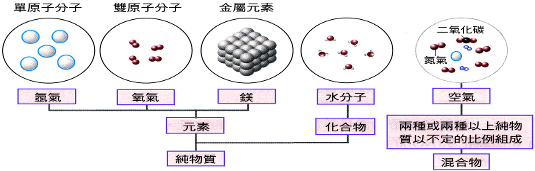 單原子分子
雙原子分子
金屬元素
二氧化碳
氮氣
氬氣
氧氣
鎂
水分子
空氣
元素
化合物
兩種或兩種以上純物
質以不定的比例組成
純物質
混合物